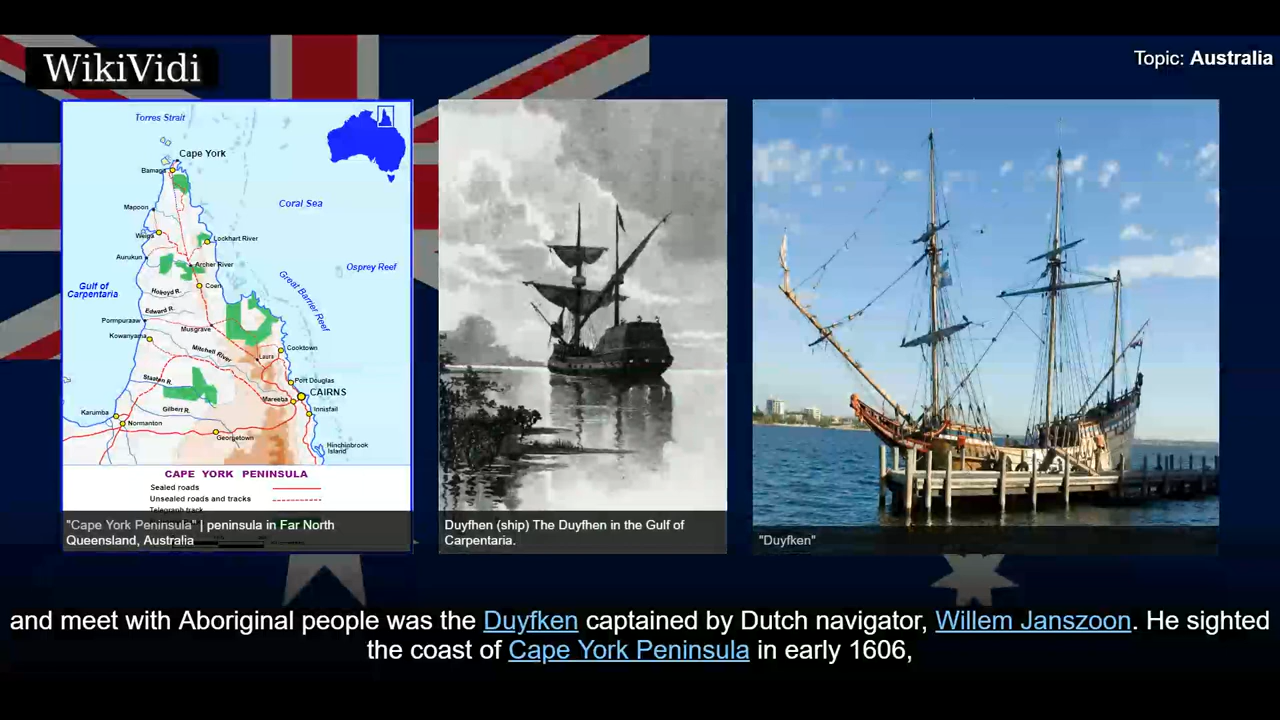 WikiVidi
Topic: Australia
Torres Strait
Cape York
Bamaga
Mapoon
Coral Sea
Weipa
Lockhart River
Aurukun
Archer River
Osprey Reef
Gulf of
Carpentaria
Coen
Great Barrier Reef
Holroyd R.
Edward R.
Pormpuraaw
Musgrave
Kowanyama
Mitchell River
Cooktown
Laura
Staaten R.
Port Douglas
CAIRNS
Mareeba
Karumba
Gilbert R.
Innisfail
Normanton
Georgetown
Hinchinbrook
Island
CAPE YORK PENINSULA
Sealed roads
Unsealed roads and tracks
Telegraph track
"Cape York Peninsula" | peninsula in Far North
Queensland, Australia
Duyfhen (ship) The Duyfhen in the Gulf of
Carpentaria.
"Duyfken"
and meet with Aboriginal people was the Duyfken captained by Dutch navigator, Willem Janszoon. He sighted
the coast of Cape York Peninsula in early 1606,